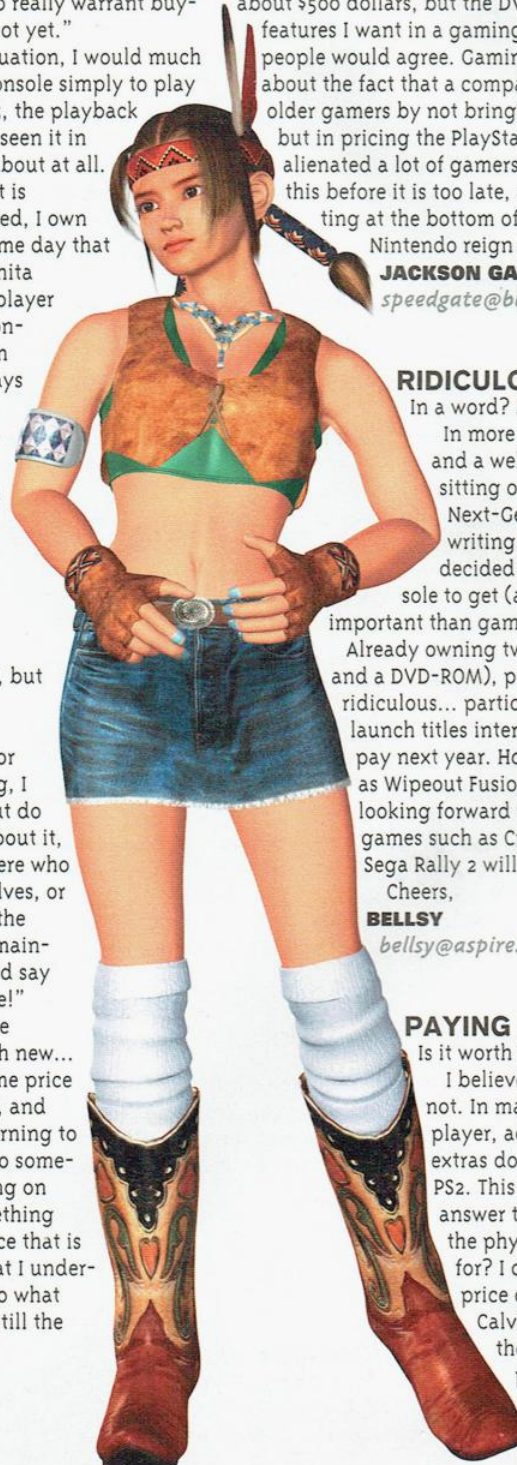 o really warrant buy-
ot yet."
uation, I would much
onsole simply to play
, the playback
seen it in
bout at all.
t is
ed, I own
me day that
nita
player
on-
n
ays
, but
or
g, I
ut do
bout it,
ere who
lves, or
the
nain-
d say
e!"
e
h new...
ne price
, and
rning to
o some-
ng on
ething
ce that is
at I under-
o what
till the
about $500 dollars, but the DV
features I want in a gaming
people would agree. Gamin
about the fact that a compa
older gamers by not bring
but in pricing the PlaySta
alienated a lot of gamers
this before it is too late,
ting at the bottom of
Nintendo reign
JACKSON GA
speedgate@b
RIDICULO
In a word?
In more
and a we
sitting o
Next-Ge
writing
decided
sole to get (a
important than gam
Already owning tw
and a DVD-ROM), p
ridiculous... partic
launch titles inter
pay next year. Ho
as Wipeout Fusio
looking forward
games such as C
Sega Rally 2 will
Cheers,
BELLSY
bellsy@aspire.
PAYING
Is it worth
I believe
not. In ma
player, a
extras do
PS2. This
answer t
the phy
for? I c
price o
Calv
the